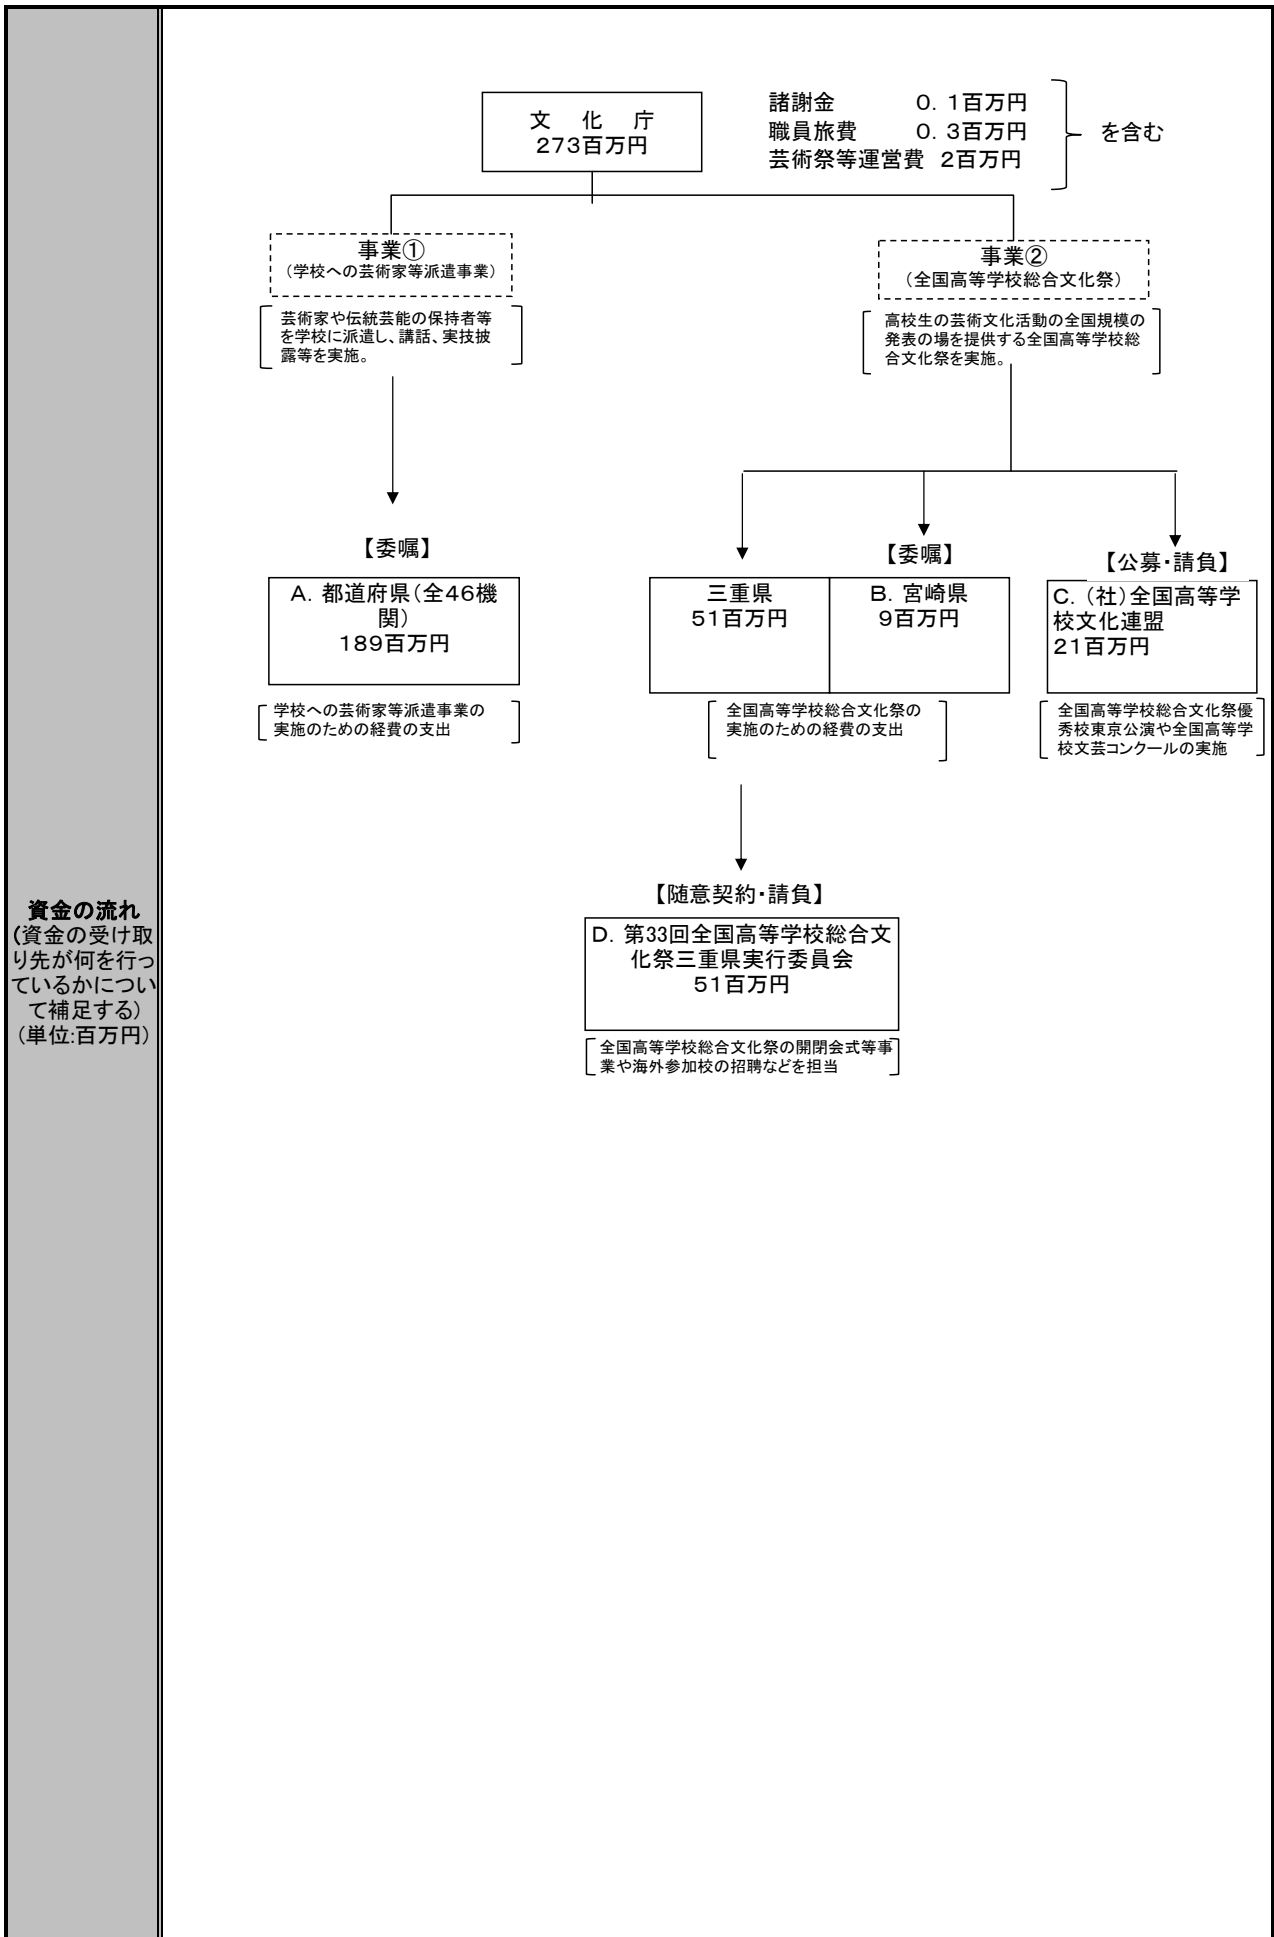 資金の流れ
(資金の受け取
り先が何を行っ
ているかについ
て補足する)
(単位:百万円)
文　化　庁
273百万円
諸謝金　　　０．１百万円
職員旅費　　０．３百万円
芸術祭等運営費　２百万円
を含む
事業①
（学校への芸術家等派遣事業）
芸術家や伝統芸能の保持者等
を学校に派遣し、講話、実技披
露等を実施。
事業②
（全国高等学校総合文化祭）
高校生の芸術文化活動の全国規模の
発表の場を提供する全国高等学校総
合文化祭を実施。
【委嘱】
A．都道府県（全46機
関）
189百万円
学校への芸術家等派遣事業の
実施のための経費の支出
三重県
51百万円
【委嘱】
B．宮崎県
9百万円
全国高等学校総合文化祭の
実施のための経費の支出
【公募・請負】
C．（社）全国高等学
校文化連盟
21百万円
全国高等学校総合文化祭優
秀校東京公演や全国高等学
校文芸コンクールの実施
【随意契約・請負】
D．第33回全国高等学校総合文
化祭三重県実行委員会
51百万円
全国高等学校総合文化祭の開閉会式等事
業や海外参加校の招聘などを担当